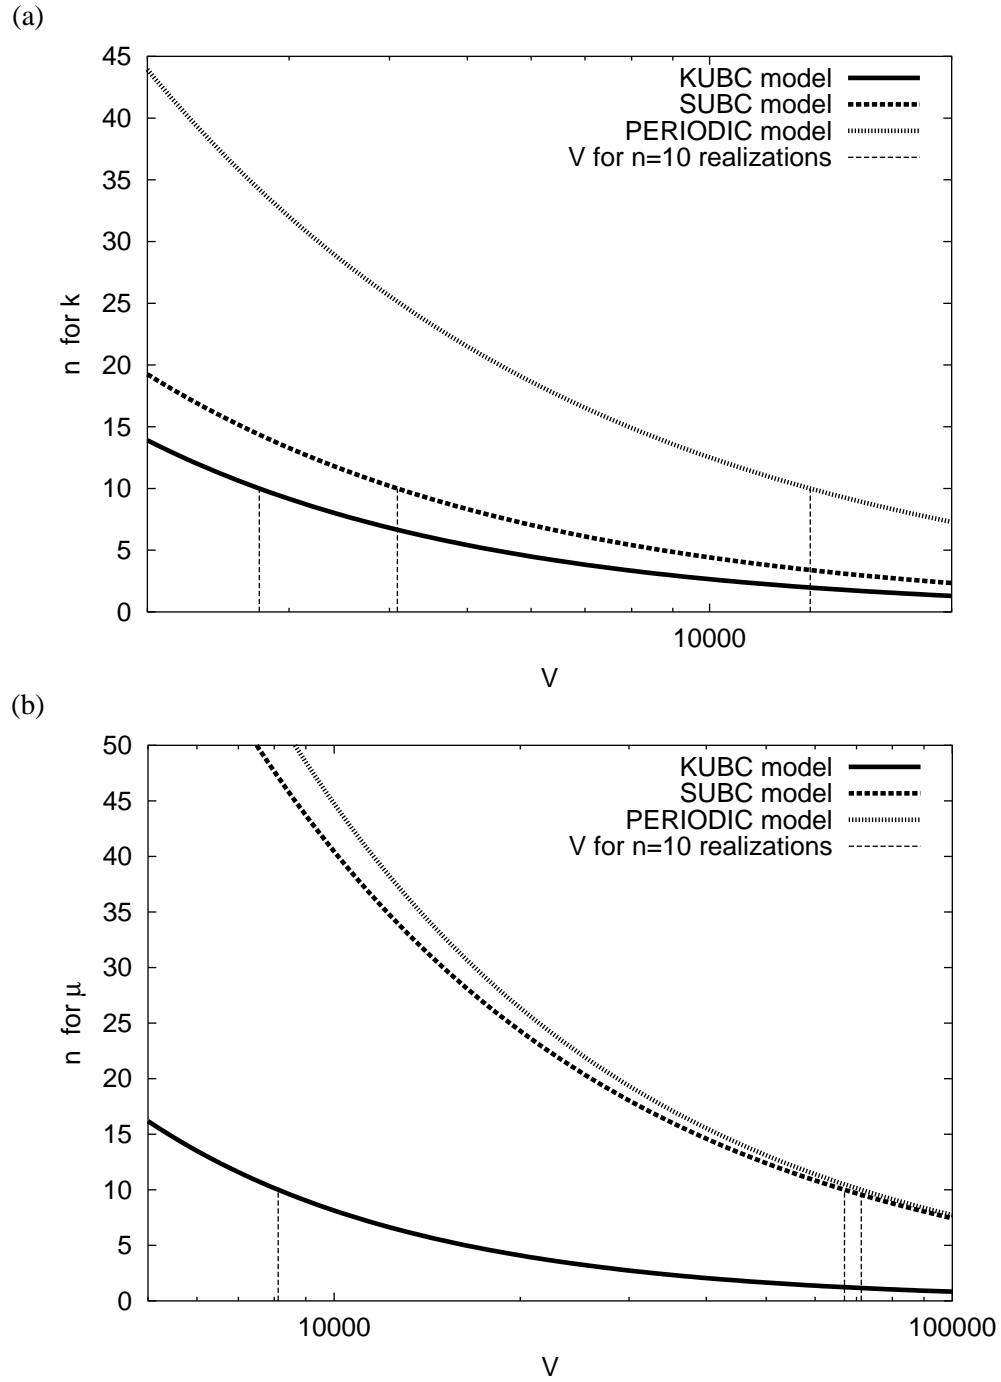 (a)
45
40
35
30
25
20
15
10
5
0
n for k
KUBC model
SUBC model
PERIODIC model
V for n=10 realizations
10000
V
(b)
50
45
40
35
30
25
20
15
10
5
0
n for μ
KUBC model
SUBC model
PERIODIC model
V for n=10 realizations
10000
100000
V